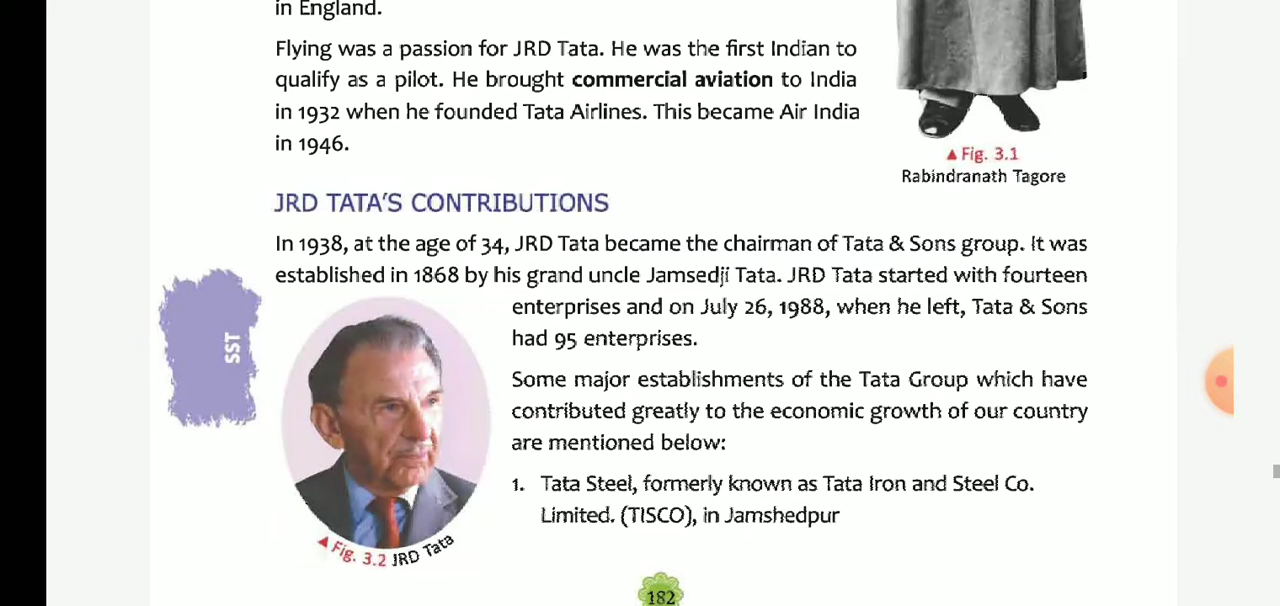 in England.
Flying was a passion for JRD Tata. He was the first Indian to
qualify as a pilot. He brought commercial aviation to India
in 1932 when he founded Tata Airlines. This became Air India
in 1946.
▲ Fig. 3.1
Rabindranath Tagore
JRD TATA'S CONTRIBUTIONS
In 1938, at the age of 34, JRD Tata became the chairman of Tata & Sons group. It was
established in 1868 by his grand uncle Jamsedji Tata. JRD Tata started with fourteen
enterprises and on July 26, 1988, when he left, Tata & Sons
had 95 enterprises.
Some major establishments of the Tata Group which have
contributed greatly to the economic growth of our country
are mentioned below:
1. Tata Steel, formerly known as Tata Iron and Steel Co.
Limited. (TISCO), in Jamshedpur
▲ Fig. 3.2 JRD Tata
SST
182